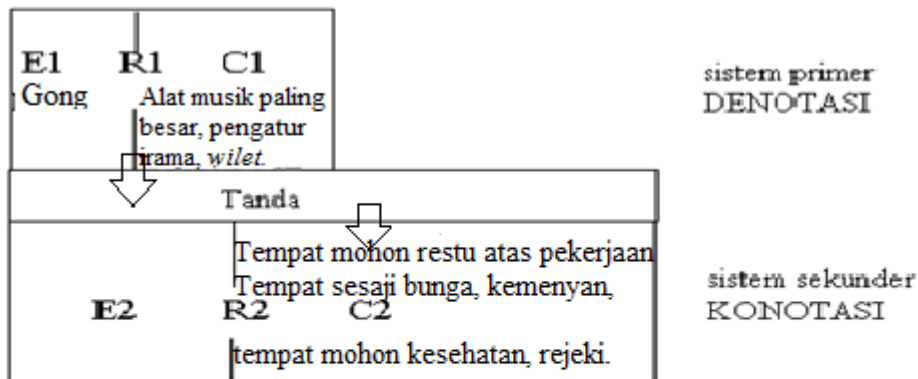 E1 R1 C1
Gong Alat musik paling
besar, pengatur
irama, wilet.
sistem primer
DENOTASI
Tanda
Tempat mohon restu atas pekerjaan
Tempat sesaji bunga, kemenyan,
E2 R2 C2
tempat mohon kesehatan, rejeki.
sistem sekunder
KONOTASI